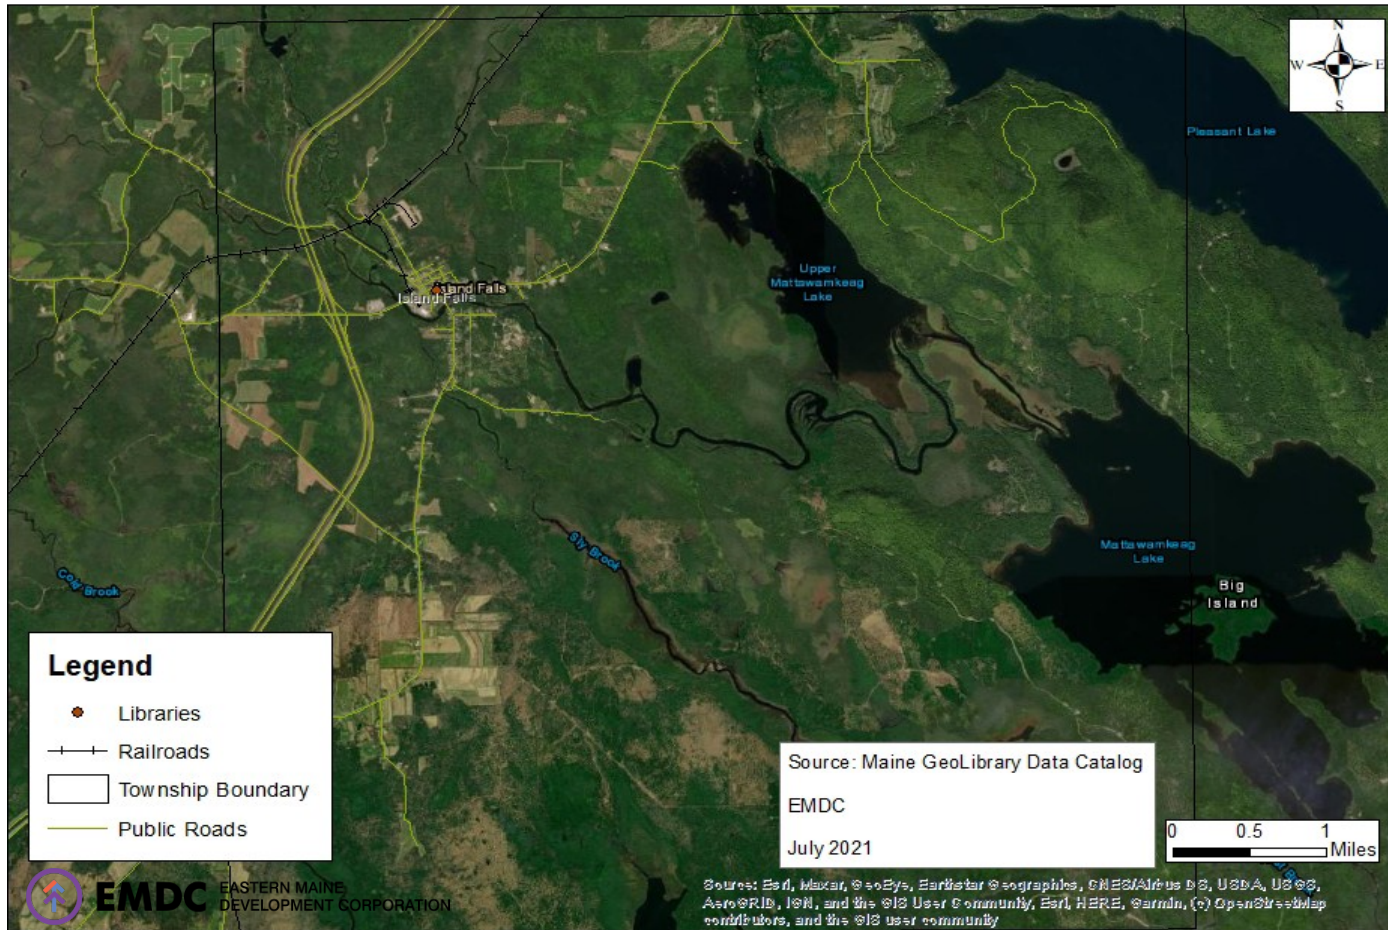 N
W E
S
Pleasant Lake
Upper
Mattawamkeag
Lake
Island Falls
Island Falls
Sly Brook
Mattawamkeag
Lake
Big
Island
Cold Brook
Legend
Libraries
Railroads
Township Boundary
Public Roads
Source: Maine GeoLibrary Data Catalog
EMDC
July 2021
0 0.5 1
Miles
Brook
EMDC EASTERN MAINE
DEVELOPMENT CORPORATION
Source: Esri, Maxar, GeoEye, Earthstar Geographics, CNES/Airbus DS, USDA, USGS,
AeroGRID, IGN, and the GIS User Community, Esri, HERE, Garmin, (c) OpenStreetMap
contributors, and the GIS user community